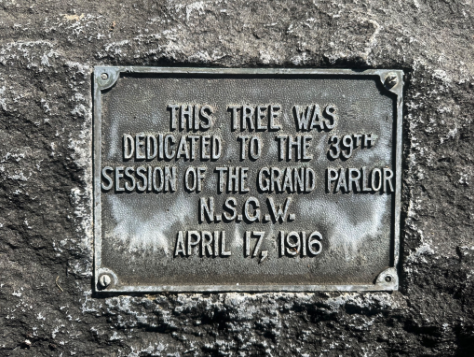 THIS TREE WAS
DEDICATED TO THE 39TH
SESSION OF THE GRAND PARLOR
N.S.G.W.
APRIL 17, 1916